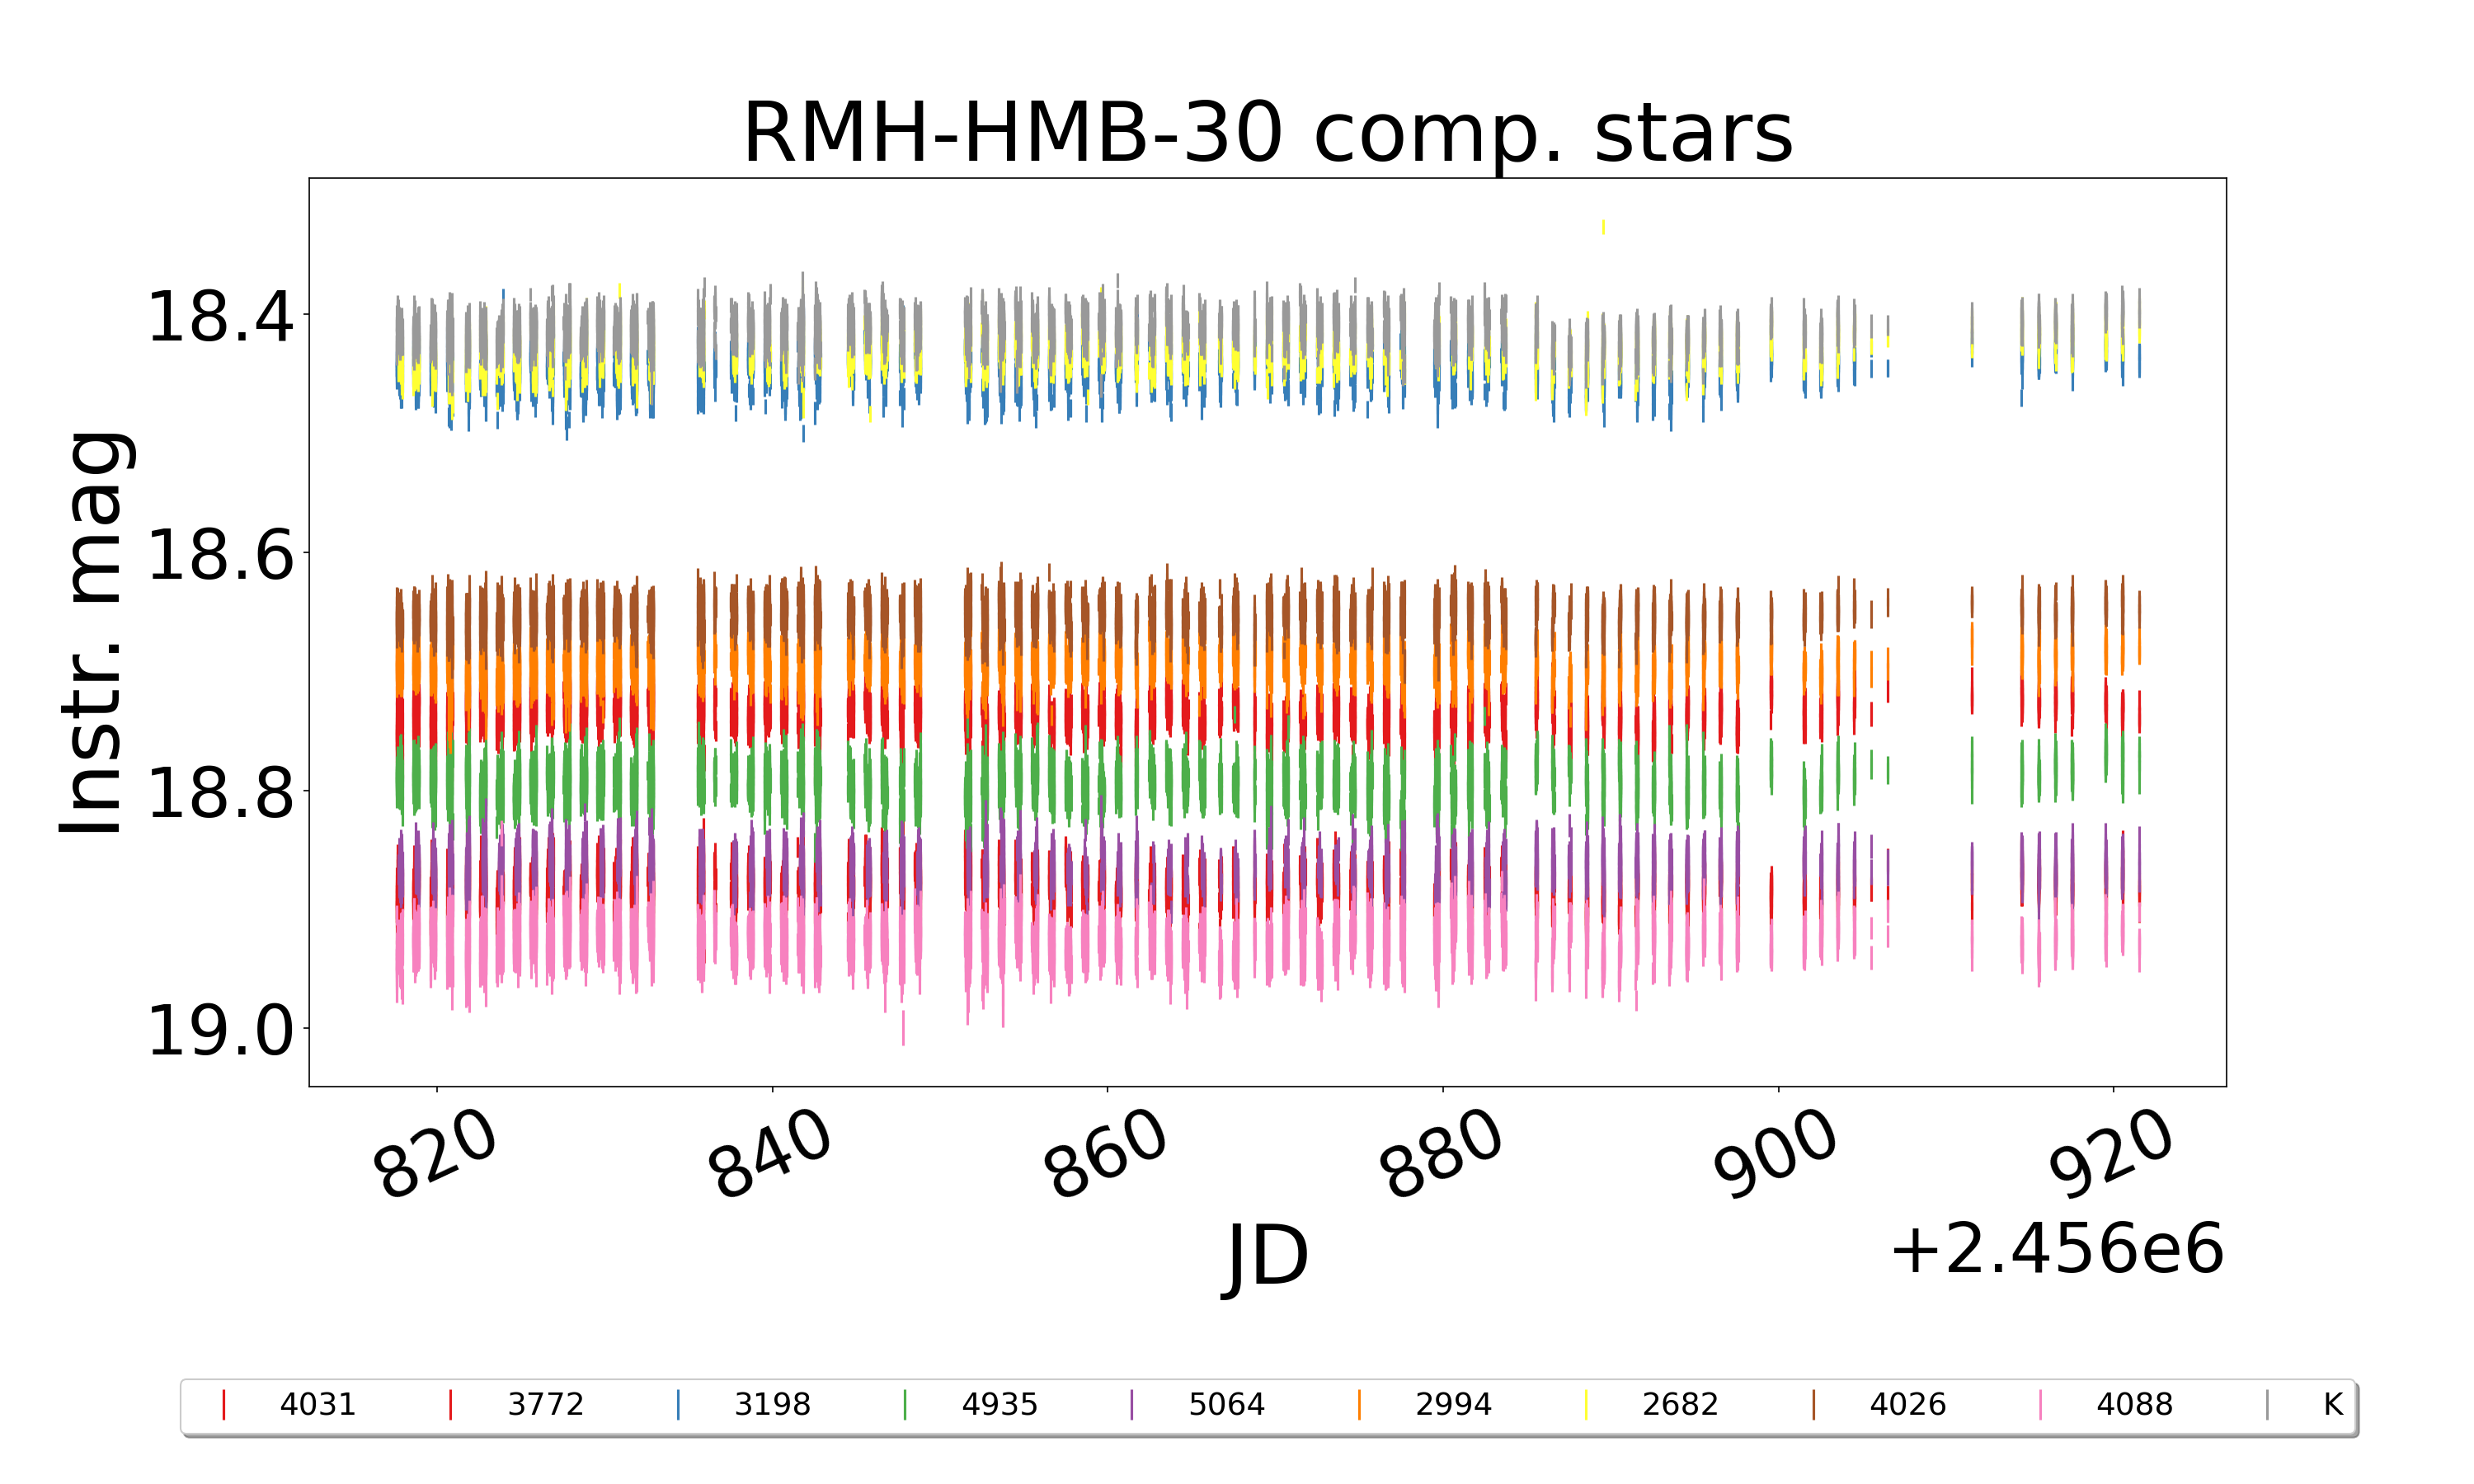 RMH-HMB-30 comp. stars
Instr. mag
18.4
18.6
18.8
19.0
820 840 860 880 900 920
JD
+2.456e6
4031 3772 3198 4935 5064 2994 2682 4026 4088 K